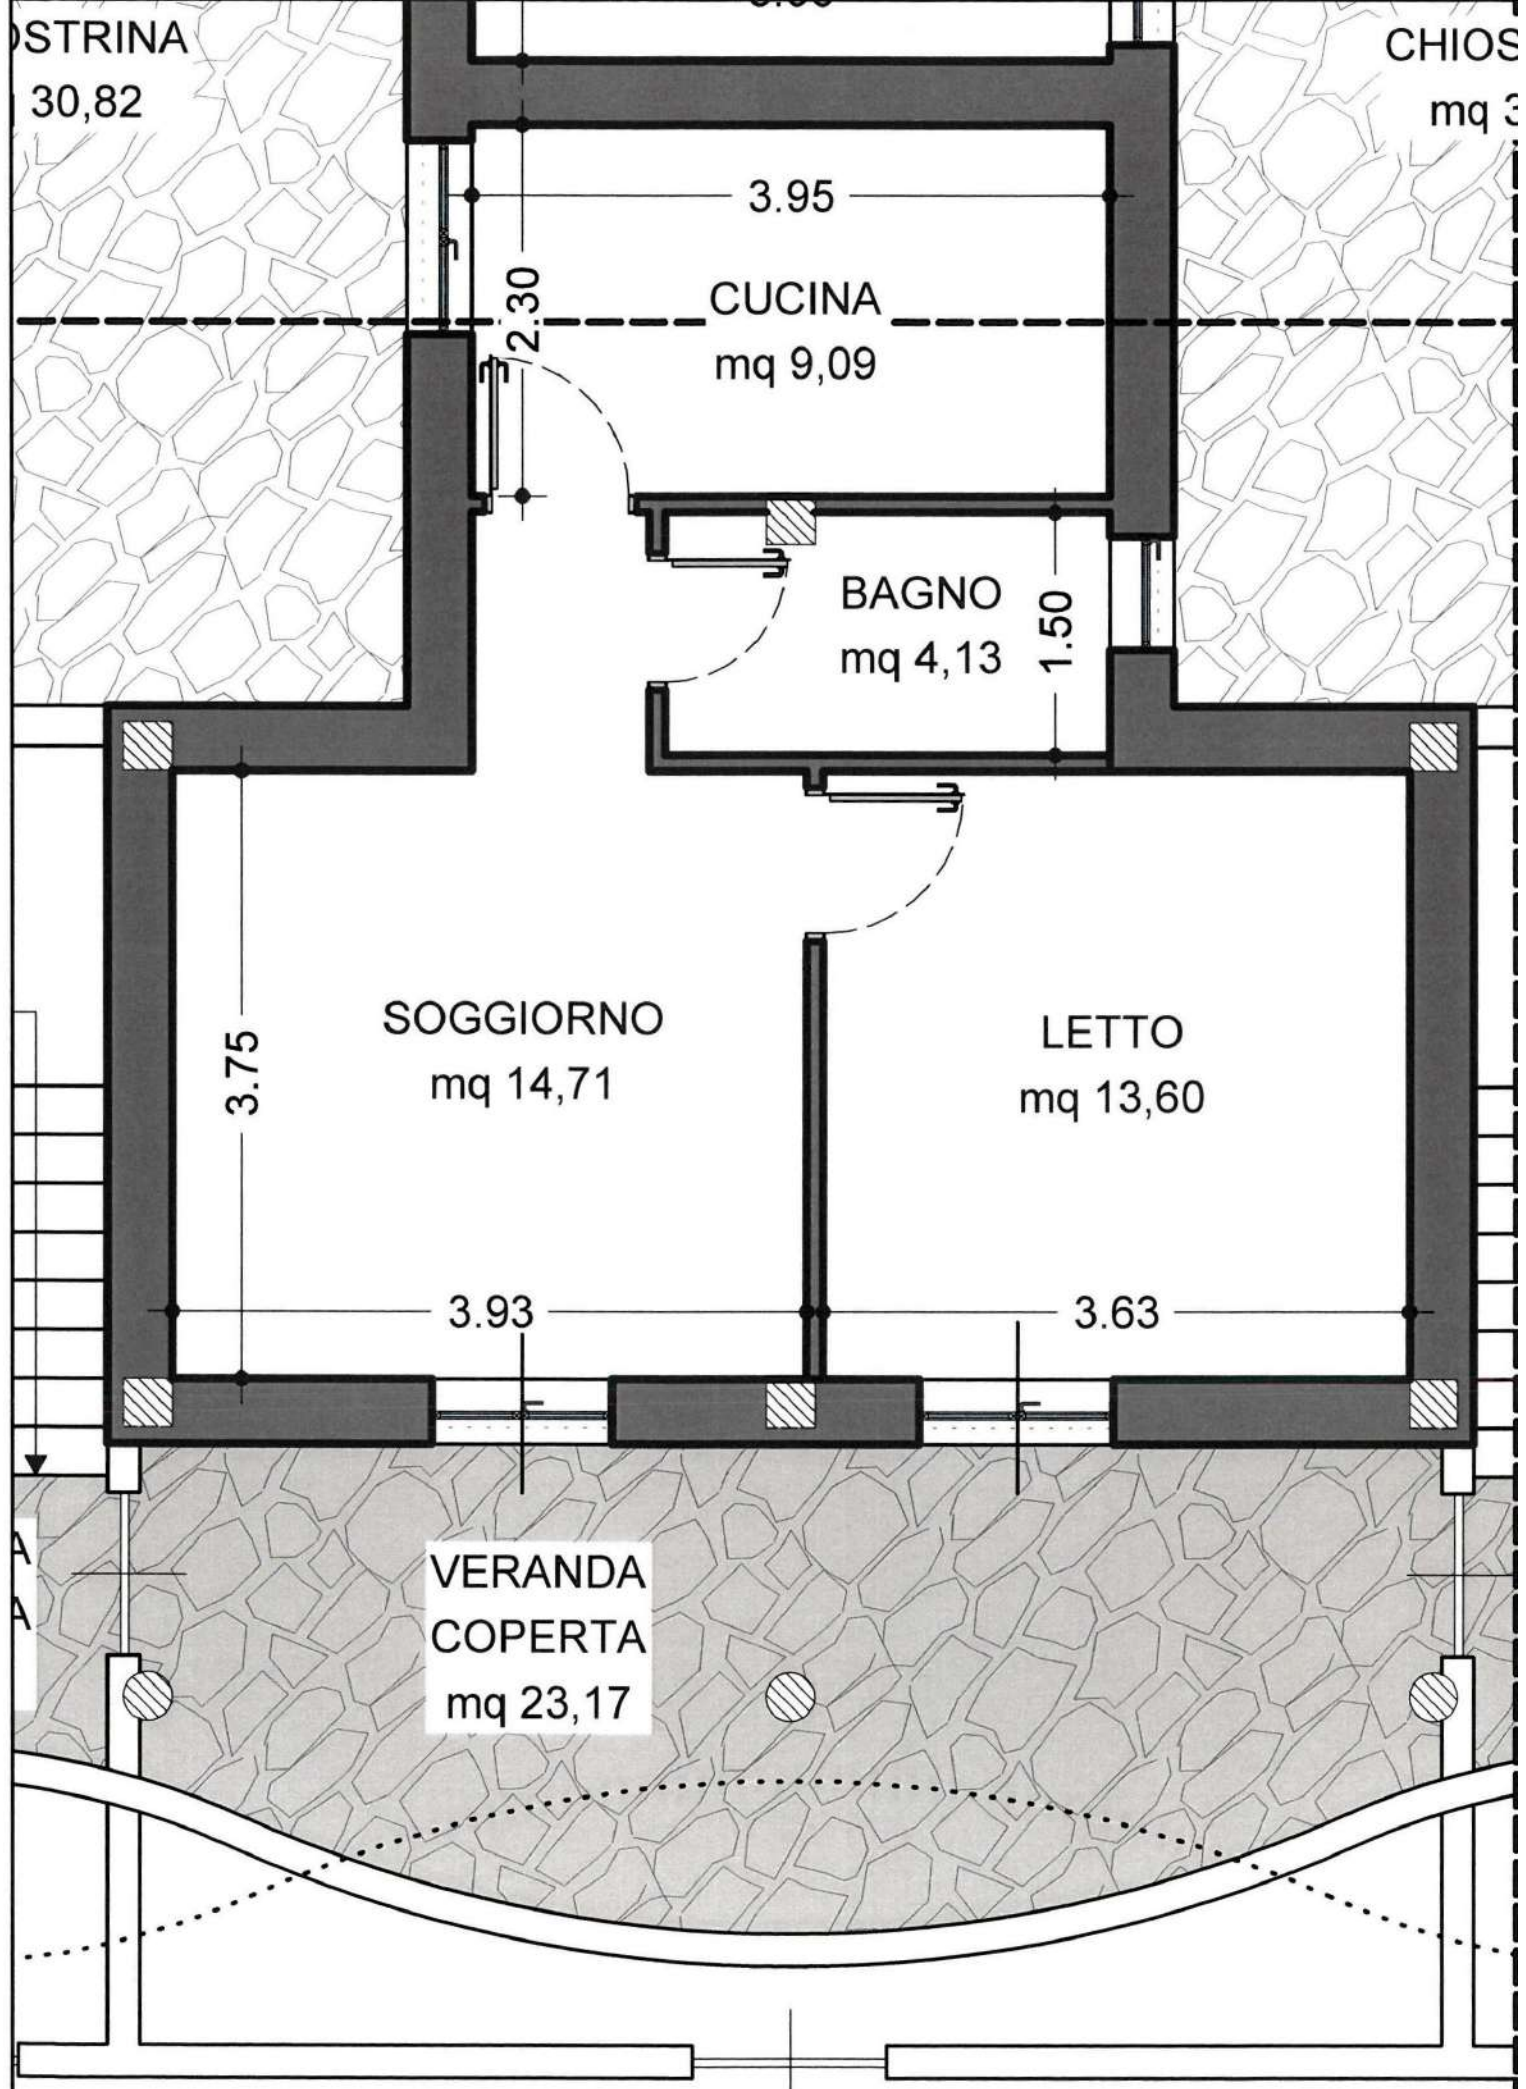 OSTRINA
30,82
CHIOS
mq 3
3.95
2.30
CUCINA
mq 9,09
BAGNO
mq 4,13
1.50
SOGGIORNO
mq 14,71
3.75
LETTO
mq 13,60
3.93
3.63
A
A
VERANDA
COPERTA
mq 23,17